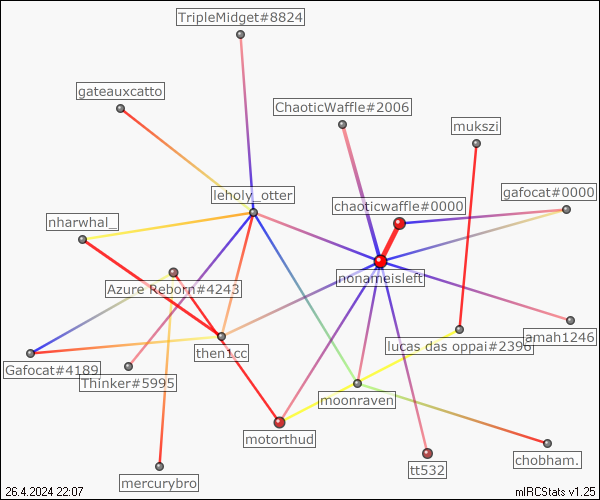 TripleMidget#8824
gateauxcatto
ChaoticWaffle#2006
mukszi
leholy_otter
gafocat#0000
chaoticwaffle#0000
nharwhal_
nonameisleft
Azure Reborn#4243
amah1246
lucas das oppai#2396
then1cc
Gafocat#4189
Thinker#5995
moonraven
motorthud
chobham.
tt532
mercurybro
26.4.2024 22:07
mIRCStats v1.25